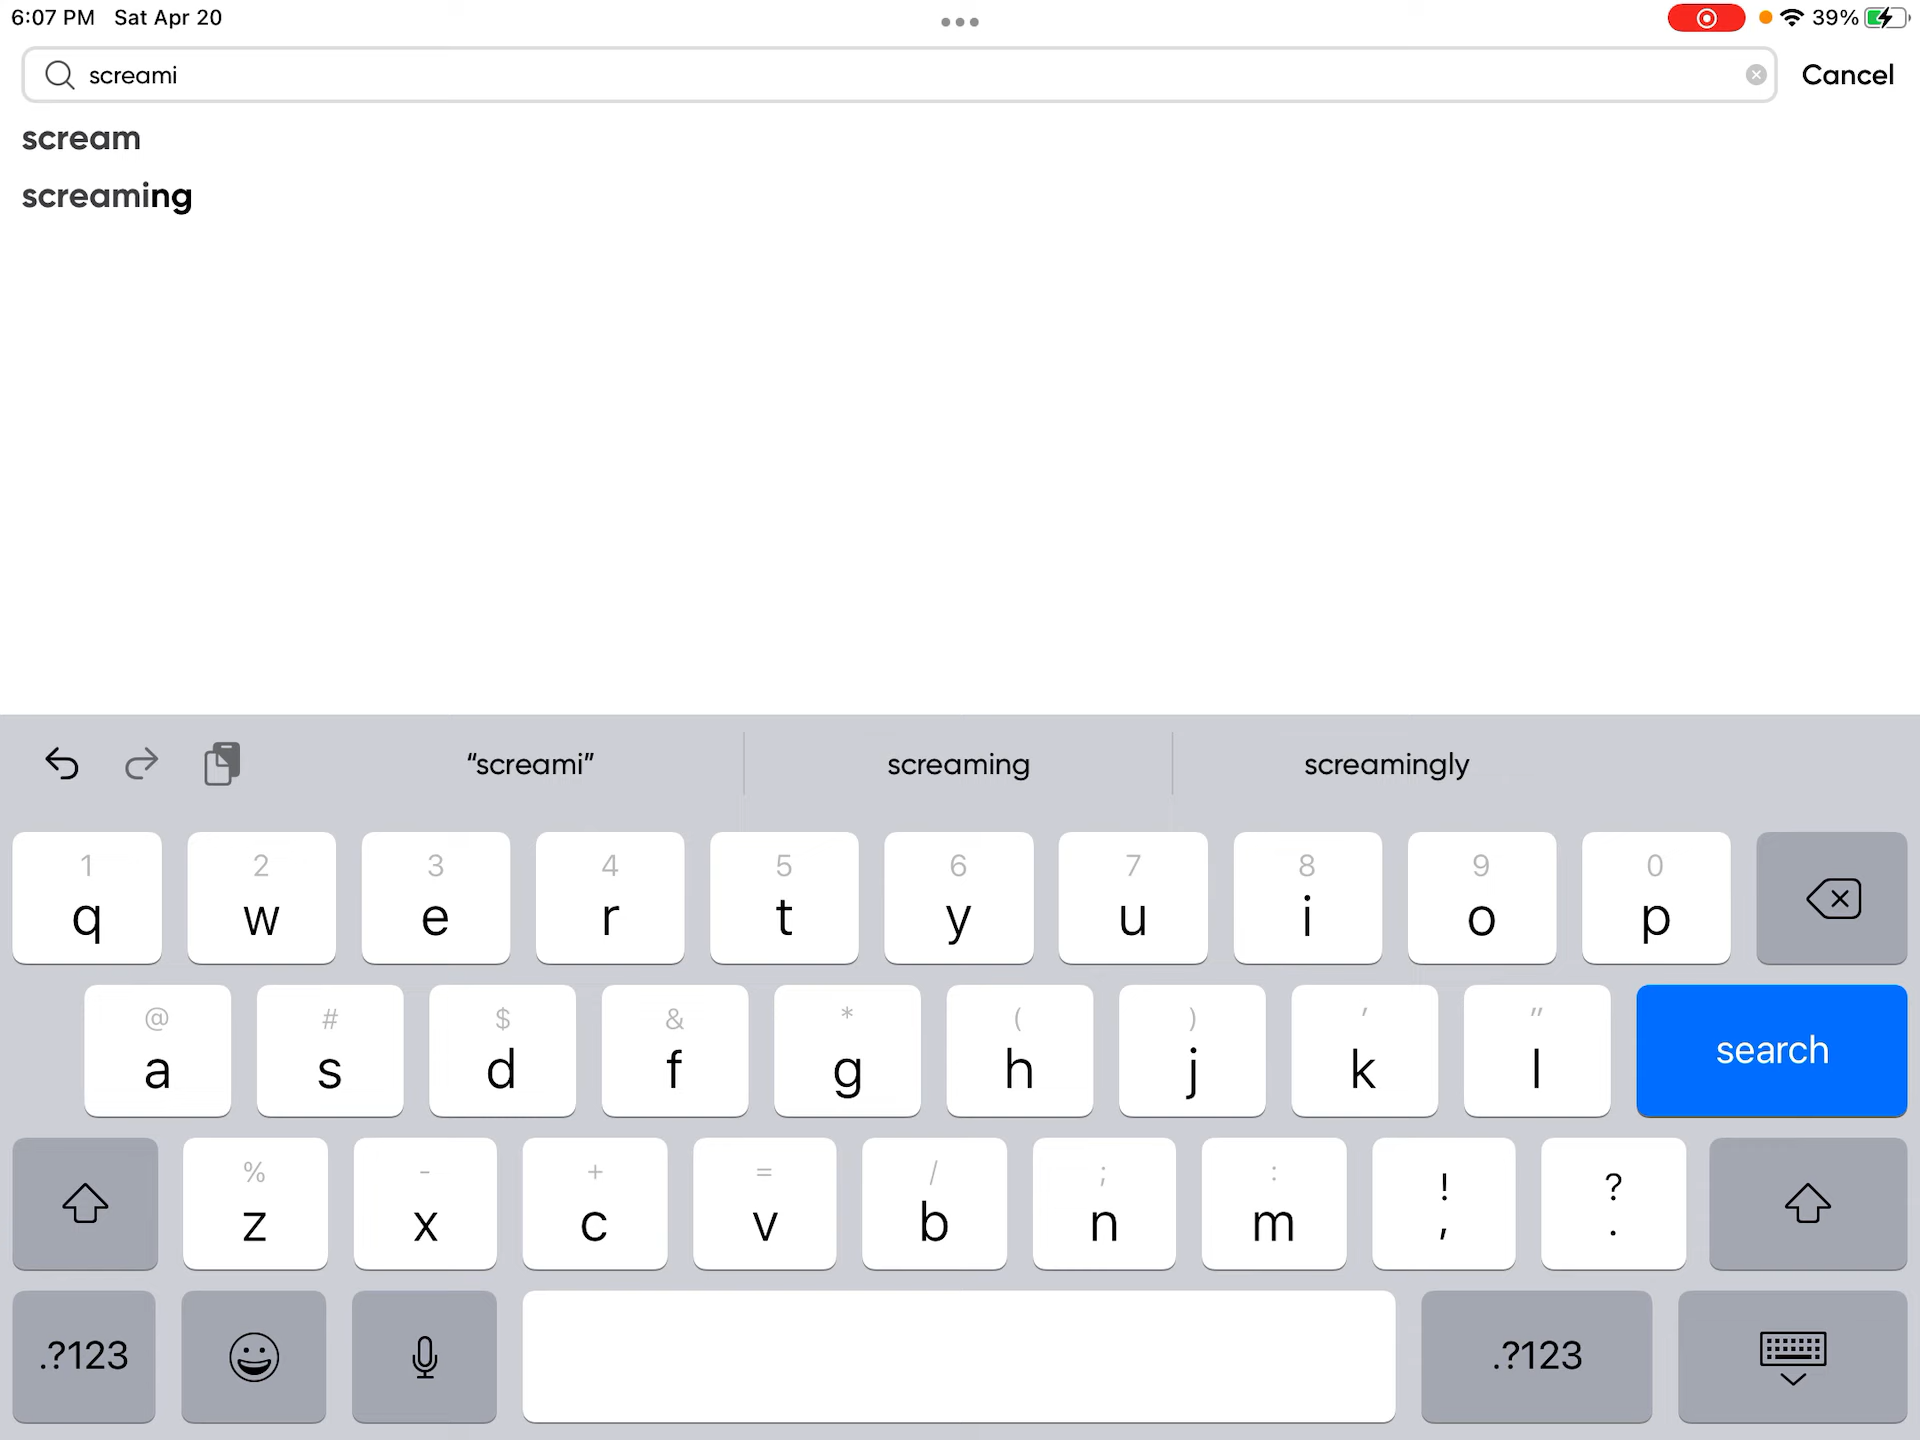 6:07 PM Sat Apr 20 39%
screami Cancel
scream
screaming
“screami” screaming screamingly
1 2 3 4 5 6 7 8 9 0
q w e r t y u i o p
@ # $ & * ( ) ' "
a s d f g h j k l search
% - + = / ; : ! ?
z x c v b n m , .
.?123 .?123